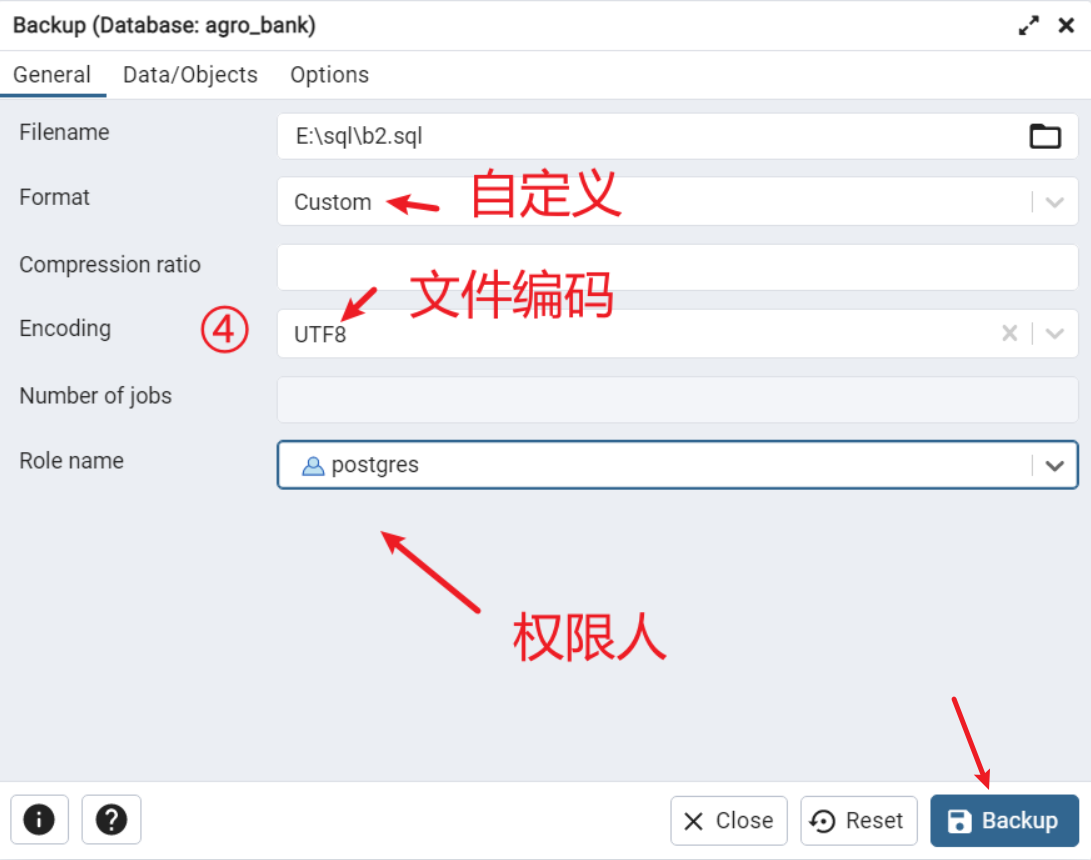 Backup (Database: agro_bank)
General Data/Objects Options
Filename E:\sql\b2.sql
Format Custom 自定义
Compression ratio
文件编码
Encoding ④ UTF8
Number of jobs
Role name postgres
权限人
Close Reset Backup